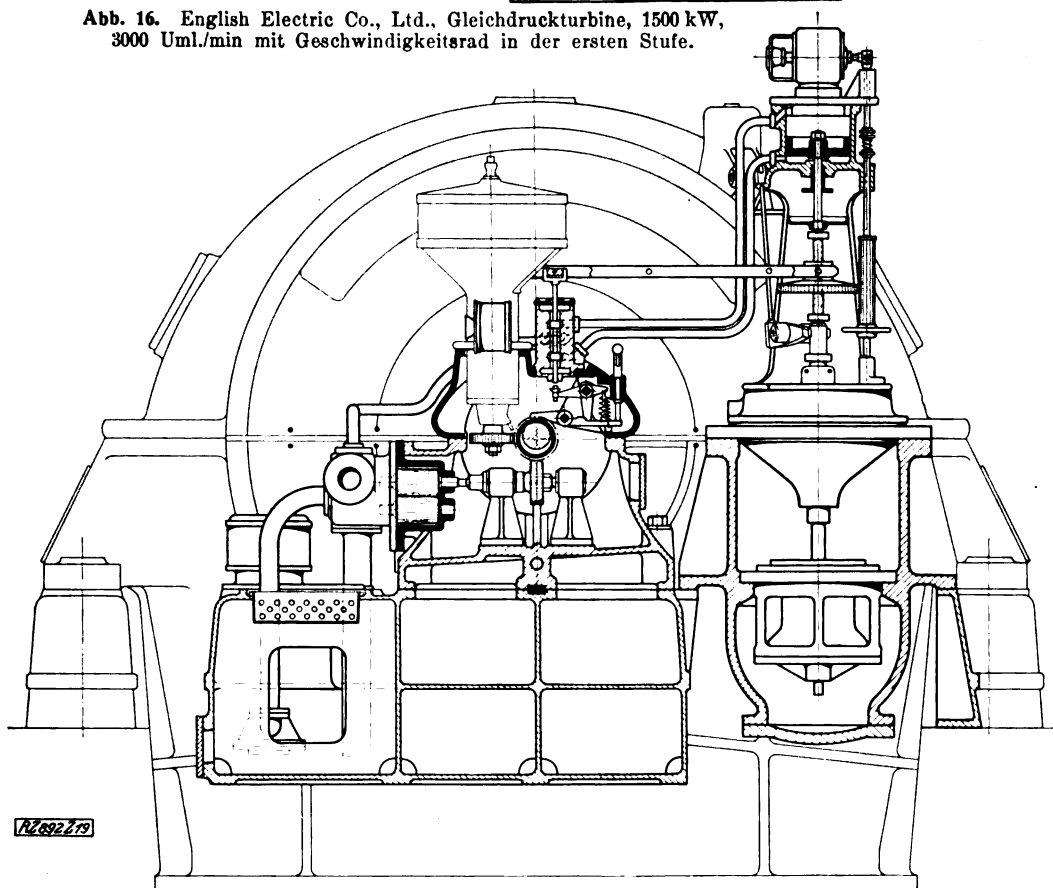 Abb. 16. English Electric Co., Ltd., Gleichdruckturbine, 1500 kW,
3000 Uml./min mit Geschwindigkeitsrad in der ersten Stufe.
RZ892Z19